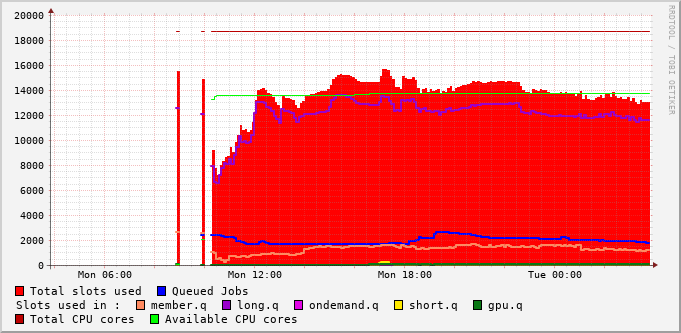 RRDTOOL / TOBI OETIKER
20000
18000
16000
14000
12000
10000
8000
6000
4000
2000
0
Mon 06:00 Mon 12:00 Mon 18:00 Tue 00:00
Total slots used Queued Jobs
Slots used in : member.q long.q ondemand.q short.q gpu.q
Total CPU cores Available CPU cores